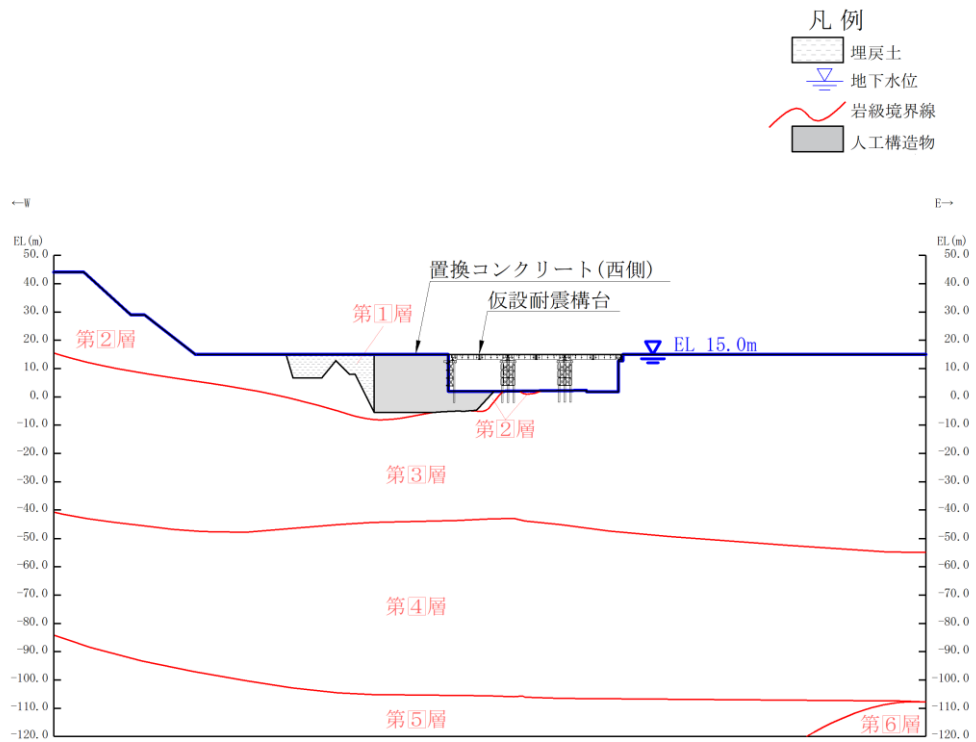 凡例
埋戻土
地下水位
岩級境界線
人工構造物
←W
E→
EL(m)
EL(m)
50.0
40.0
30.0
20.0
10.0
0.0
-10.0
-20.0
-30.0
-40.0
-50.0
-60.0
-70.0
-80.0
-90.0
-100.0
-110.0
-120.0
置換コンクリート(西側)
仮設耐震構台
第1層
第2層
EL 15.0m
第2層
第3層
第4層
第5層
第6層
50.0
40.0
30.0
20.0
10.0
0.0
-10.0
-20.0
-30.0
-40.0
-50.0
-60.0
-70.0
-80.0
-90.0
-100.0
-110.0
-120.0